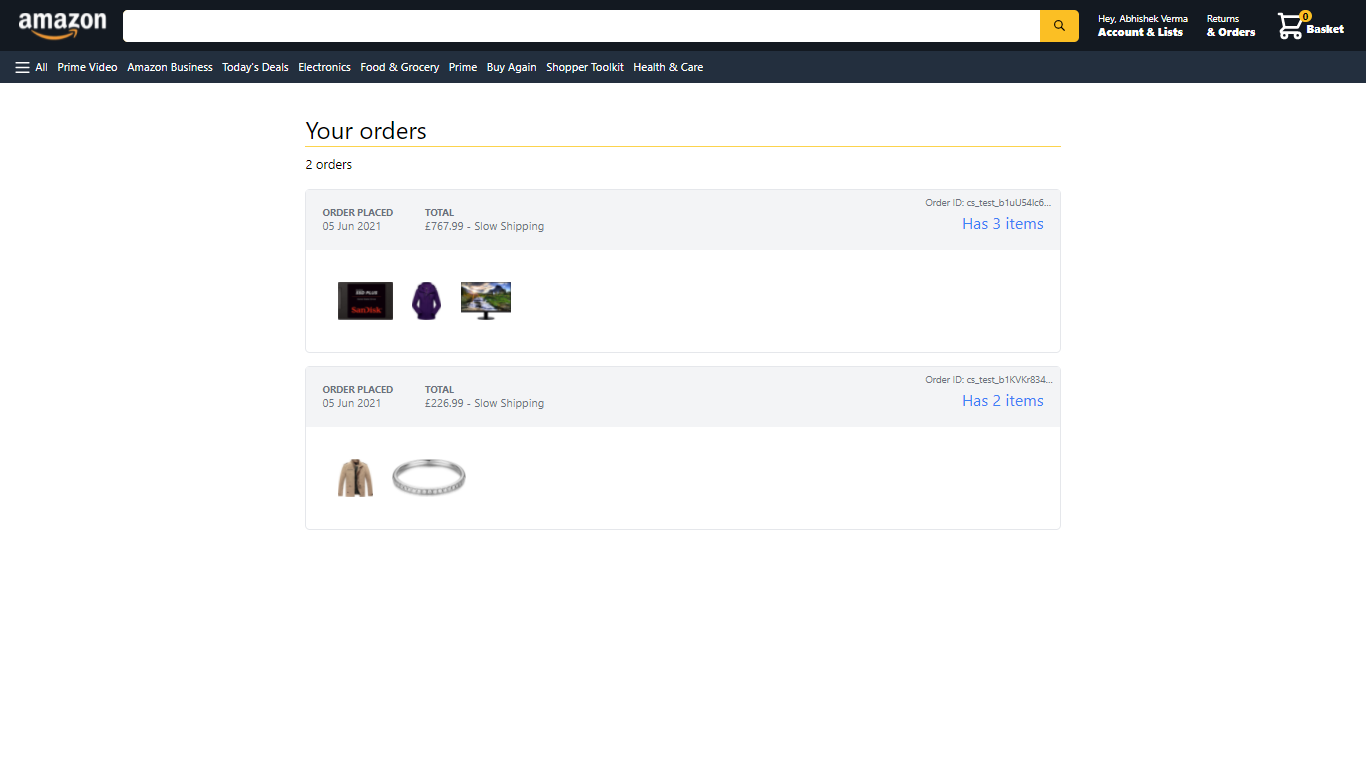 amazon
Hey, Abhishek Verma
Account & Lists
Returns
& Orders
0
Basket
All Prime Video Amazon Business Today's Deals Electronics Food & Grocery Prime Buy Again Shopper Toolkit Health & Care
Your orders
2 orders
Order ID: cs_test_b1uU54Ic6...
ORDER PLACED TOTAL
05 Jun 2021 £767.99 - Slow Shipping
Has 3 items
SSD PLUS
SanDisk
Order ID: cs_test_b1KVKr834...
ORDER PLACED TOTAL
05 Jun 2021 £226.99 - Slow Shipping
Has 2 items